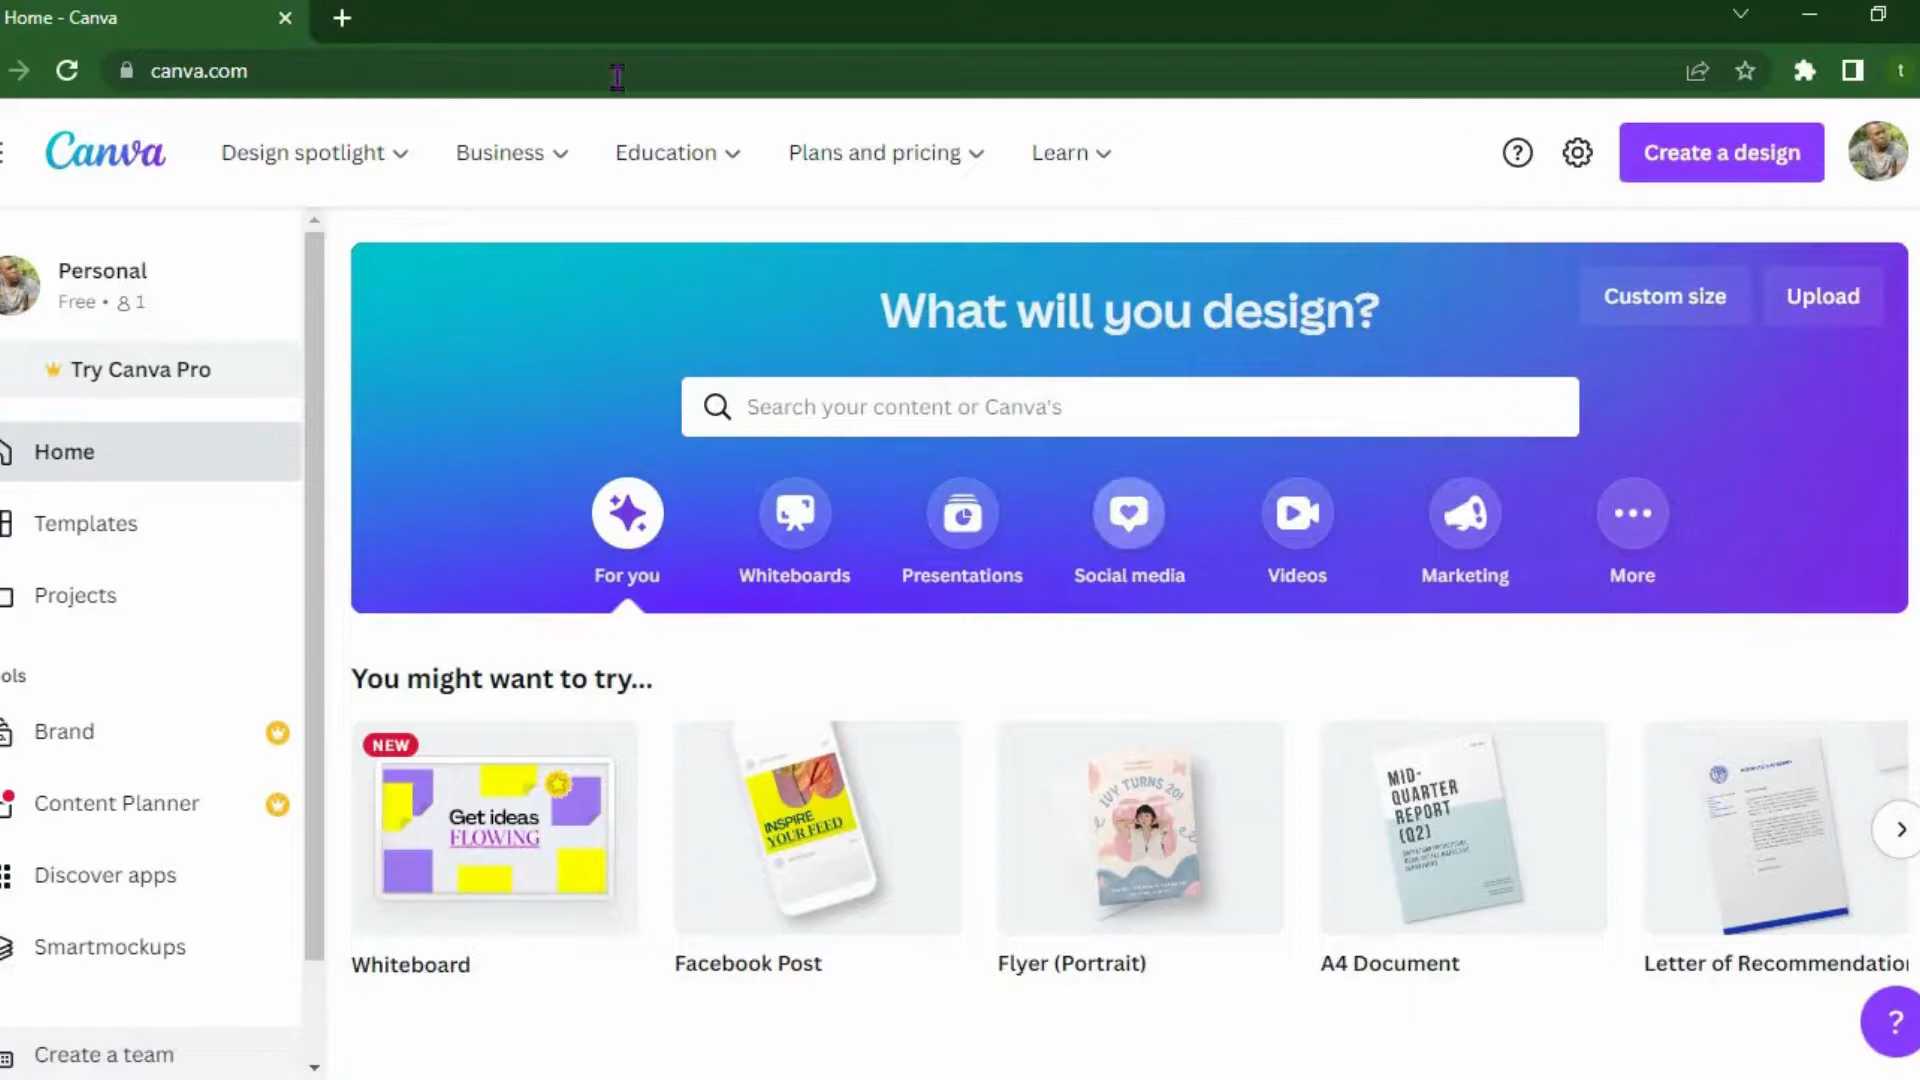 Home - Canva
canva.com
t
Canva
Design spotlight
Business
Education
Plans and pricing
Learn
?
Create a design
Personal
Free • 1
Try Canva Pro
Home
Templates
Projects
ols
Brand
Content Planner
Discover apps
Smartmockups
Create a team
What will you design?
Custom size
Upload
Search your content or Canva's
For you
Whiteboards
Presentations
Social media
Videos
Marketing
More
You might want to try...
NEW
Get ideas
FLOWING
Whiteboard
INSPIRE
YOUR FEED
Facebook Post
IVY TURNS 20!
Flyer (Portrait)
MID-
QUARTER
REPORT
(Q2)
A4 Document
Letter of Recommendation
?